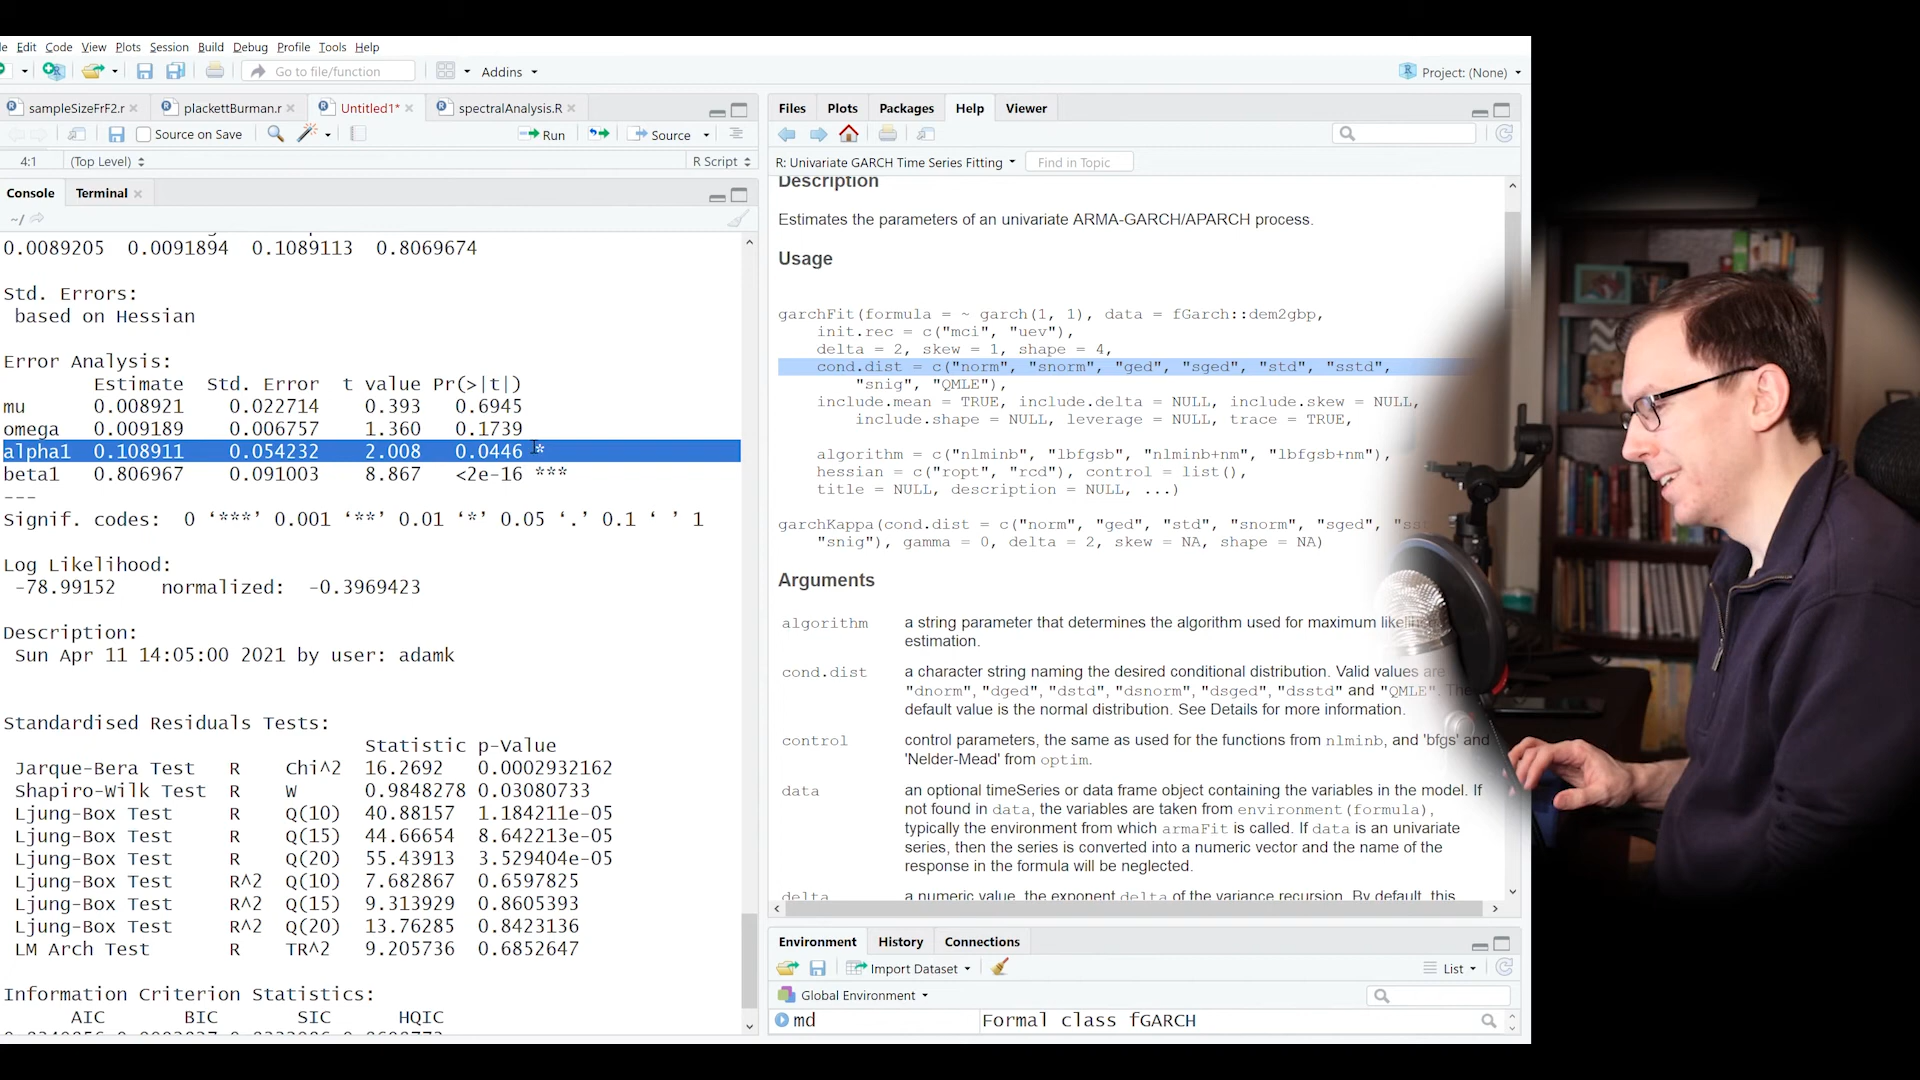 Edit Code View Plots Session Build Debug Profile Tools Help
Go to file/function Addins Project: (None)
sampleSizeFrF2.r plackettBurman.r Untitled1* spectralAnalysis.R
Source on Save Run Source
4:1 (Top Level) R Script
Console Terminal
~/
0.0089205 0.0091894 0.1089113 0.8069674
Std. Errors:
based on Hessian
Error Analysis:
Estimate Std. Error t value Pr(>|t|)
mu 0.008921 0.022714 0.393 0.6945
omega 0.009189 0.006757 1.360 0.1739
alpha1 0.108911 0.054232 2.008 0.0446 *
beta1 0.806967 0.091003 8.867 <2e-16 ***
---
Signif. codes: 0 ‘***’ 0.001 ‘**’ 0.01 ‘*’ 0.05 ‘.’ 0.1 ‘ ’ 1
Log Likelihood:
-78.99152 normalized: -0.3969423
Description:
Sun Apr 11 14:05:00 2021 by user: adamk
Standardised Residuals Tests:
Statistic p-Value
Jarque-Bera Test R Chi^2 16.2692 0.0002932162
Shapiro-Wilk Test R W 0.9848278 0.03080733
Ljung-Box Test R Q(10) 40.88157 1.184211e-05
Ljung-Box Test R Q(15) 44.66654 8.642213e-05
Ljung-Box Test R Q(20) 55.43913 3.529404e-05
Ljung-Box Test R^2 Q(10) 7.682867 0.6597825
Ljung-Box Test R^2 Q(15) 9.313929 0.8605393
Ljung-Box Test R^2 Q(20) 13.76285 0.8423136
LM Arch Test R TR^2 9.205736 0.6852647
Information Criterion Statistics:
AIC BIC SIC HQIC
Files Plots Packages Help Viewer
R: Univariate GARCH Time Series Fitting Find in Topic
Description
Estimates the parameters of an univariate ARMA-GARCH/APARCH process.
Usage
garchFit(formula = ~ garch(1, 1), data = fGarch::dem2gbp,
init.rec = c("mci", "uev"),
delta = 2, skew = 1, shape = 4,
cond.dist = c("norm", "snorm", "ged", "sged", "std", "sstd",
"snig", "QMLE"),
include.mean = TRUE, include.delta = NULL, include.skew = NULL,
include.shape = NULL, leverage = NULL, trace = TRUE,
algorithm = c("nlminb", "lbfgsb", "nlminb+nm", "lbfgsb+nm"),
hessian = c("ropt", "rcd"), control = list(),
title = NULL, description = NULL, ...)
garchKappa(cond.dist = c("norm", "ged", "std", "snorm", "sged",
"snig"), gamma = 0, delta = 2, skew = NA, shape = NA)
Arguments
algorithm a string parameter that determines the algorithm used for maximum likelihood
estimation.
cond.dist a character string naming the desired conditional distribution. Valid values are
"dnorm", "dged", "dstd", "dsnorm", "dsged", "dsstd" and "QMLE". The
default value is the normal distribution. See Details for more information.
control control parameters, the same as used for the functions from nlminb, and 'bfgs' and
'Nelder-Mead' from optim.
data an optional timeSeries or data frame object containing the variables in the model. If
not found in data, the variables are taken from environment(formula),
typically the environment from which armaFit is called. If data is an univariate
series, then the series is converted into a numeric vector and the name of the
response in the formula will be neglected.
delta a numeric value, the exponent delta of the variance recursion. By default, this
Environment History Connections
Import Dataset List
Global Environment
md Formal class fGARCH